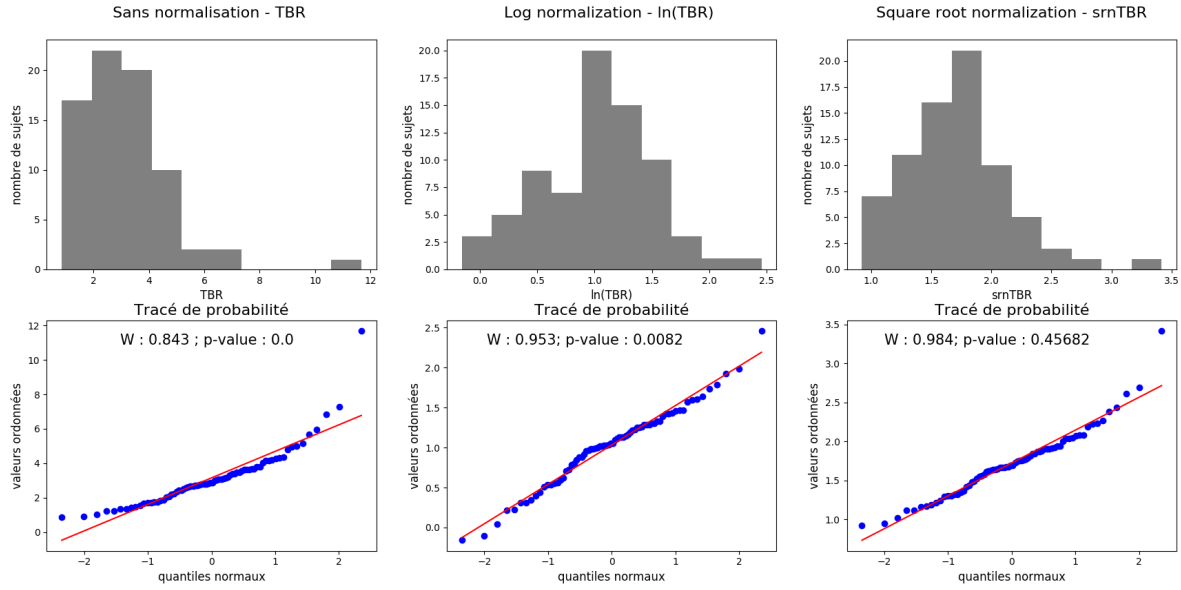 Sans normalisation - TBR
nombre de sujets
20
15
10
5
0
2 4 6 8 10 12
TBR
Log normalization - ln(TBR)
nombre de sujets
20.0
17.5
15.0
12.5
10.0
7.5
5.0
2.5
0.0
0.0 0.5 1.0 1.5 2.0 2.5
ln(TBR)
Square root normalization - srnTBR
nombre de sujets
20.0
17.5
15.0
12.5
10.0
7.5
5.0
2.5
0.0
1.0 1.5 2.0 2.5 3.0 3.5
srnTBR
Tracé de probabilité
W : 0.843 ; p-value : 0.0
valeurs ordonnées
12
10
8
6
4
2
0
−2 −1 0 1 2
quantiles normaux
Tracé de probabilité
W : 0.953; p-value : 0.0082
valeurs ordonnées
2.5
2.0
1.5
1.0
0.5
0.0
−2 −1 0 1 2
quantiles normaux
Tracé de probabilité
W : 0.984; p-value : 0.45682
valeurs ordonnées
3.5
3.0
2.5
2.0
1.5
1.0
−2 −1 0 1 2
quantiles normaux